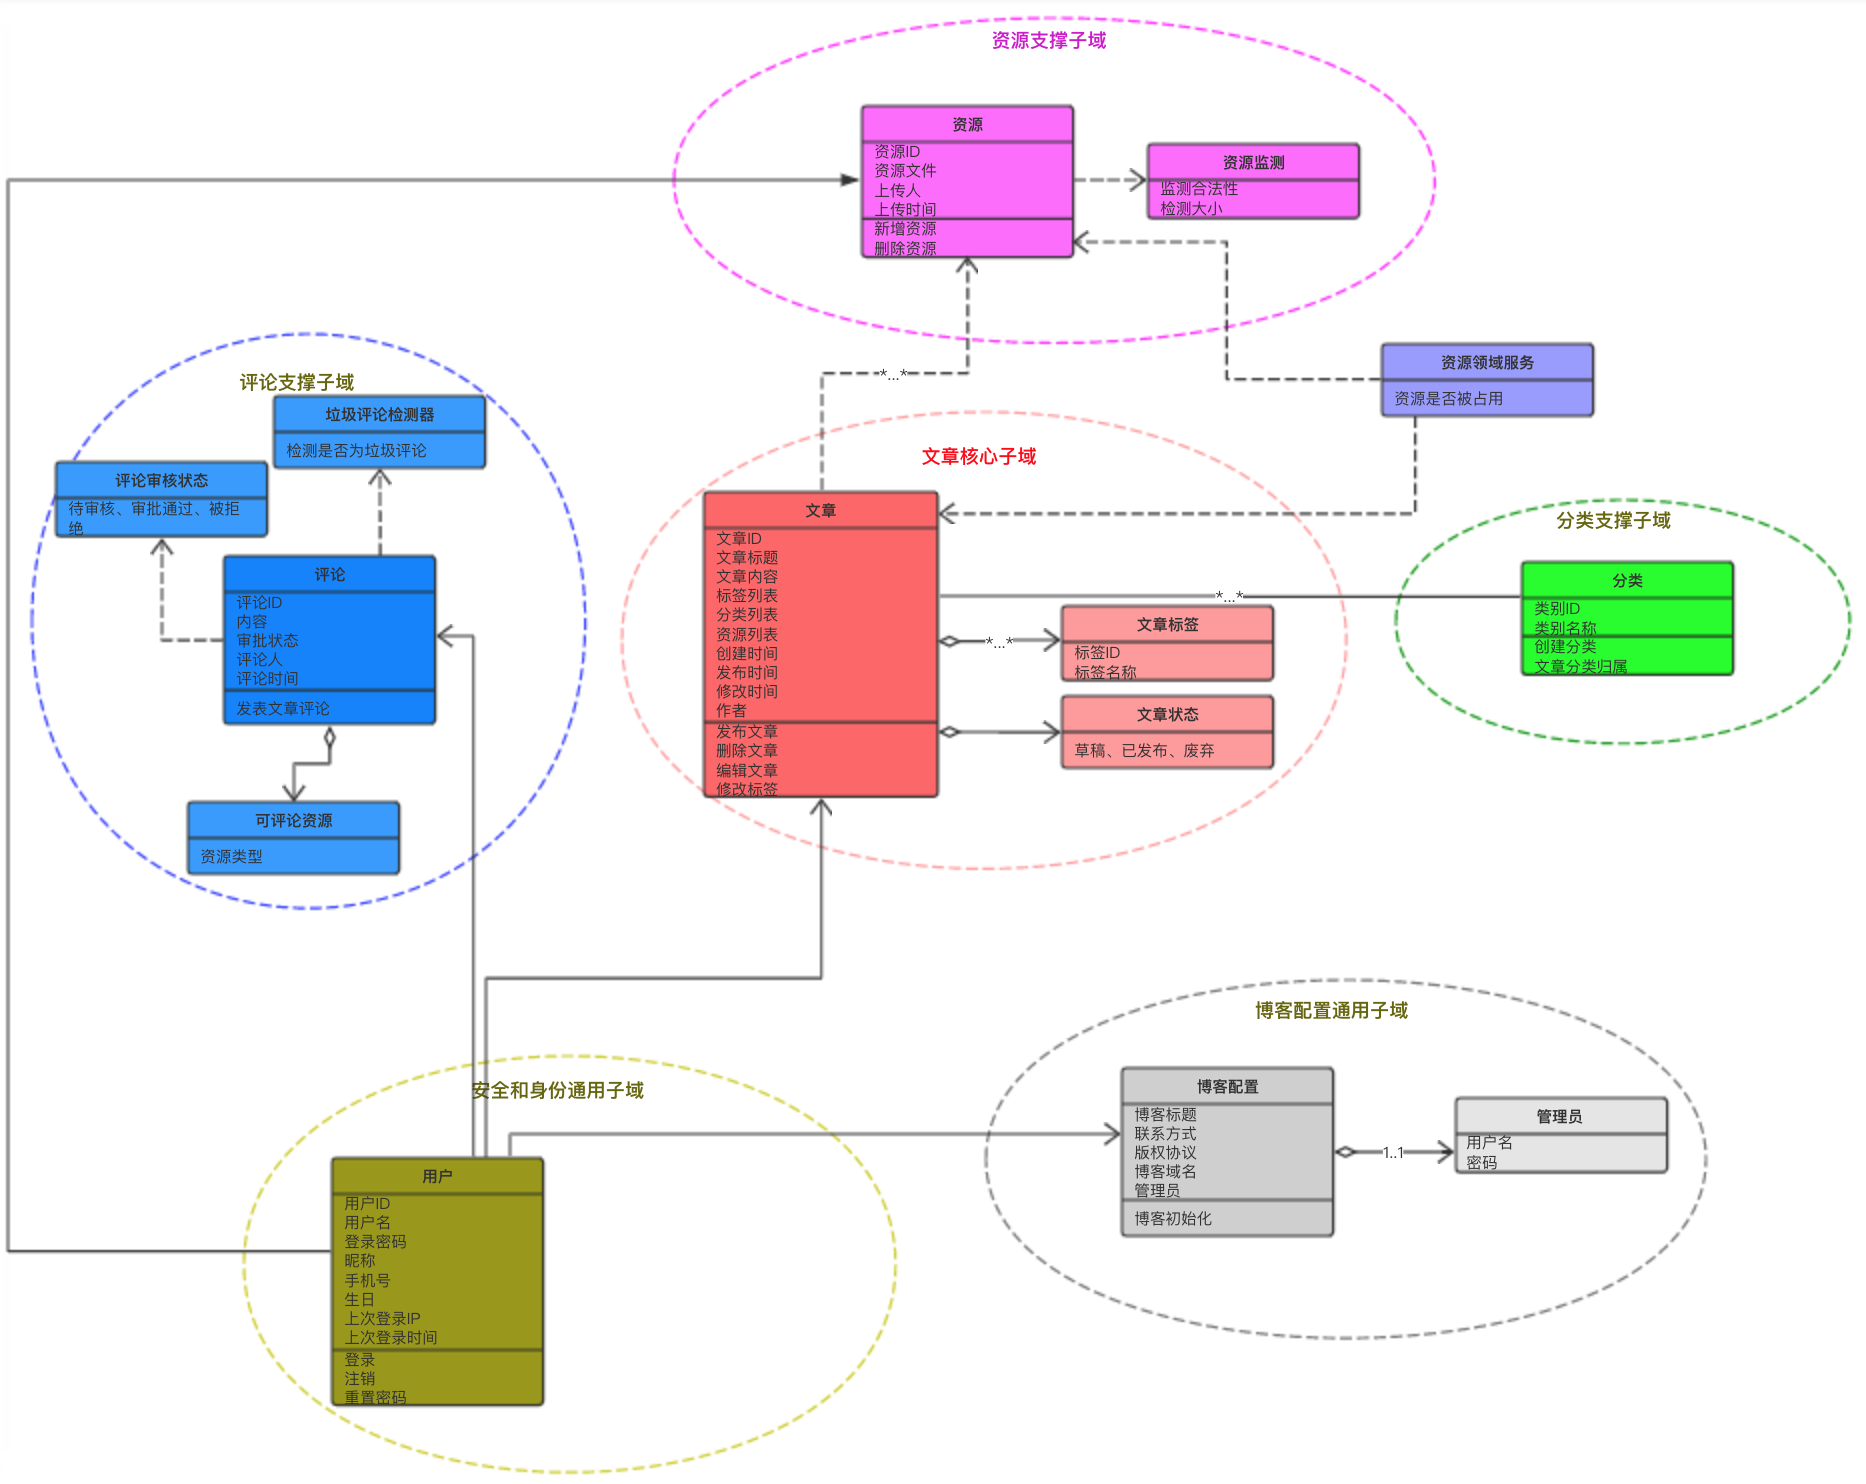 资源支撑子域
资源
资源ID
资源文件
上传人
上传时间
新增资源
删除资源
资源监测
监测合法性
检测大小
资源领域服务
资源是否被占用
*...*
评论支撑子域
垃圾评论检测器
检测是否为垃圾评论
评论审核状态
待审核、审批通过、被拒
绝
评论
评论ID
内容
审批状态
评论人
评论时间
发表文章评论
可评论资源
资源类型
文章核心子域
文章
文章ID
文章标题
文章内容
标签列表
分类列表
资源列表
创建时间
发布时间
修改时间
作者
发布文章
删除文章
编辑文章
修改标签
*...*
*...*
文章标签
标签ID
标签名称
文章状态
草稿、已发布、废弃
分类支撑子域
分类
类别ID
类别名称
创建分类
文章分类归属
安全和身份通用子域
用户
用户ID
用户名
登录密码
昵称
手机号
生日
上次登录IP
上次登录时间
登录
注销
重置密码
博客配置通用子域
博客配置
博客标题
联系方式
版权协议
博客域名
管理员
博客初始化
1..1
管理员
用户名
密码